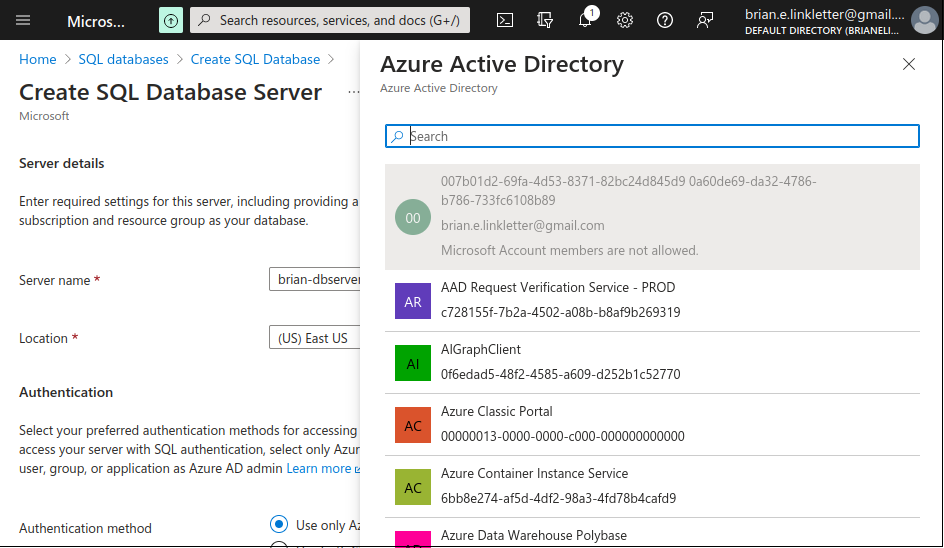 Micros...
Search resources, services, and docs (G+/)
1
brian.e.linkletter@gmail....
DEFAULT DIRECTORY (BRIANELI...
Home > SQL databases > Create SQL Database >
Create SQL Database Server ...
Microsoft
Server details
Enter required settings for this server, including providing a
subscription and resource group as your database.
Server name *
brian-dbserver
Location *
(US) East US
Authentication
Select your preferred authentication methods for accessing
access your server with SQL authentication, select only Azur
user, group, or application as Azure AD admin Learn more
Authentication method
Use only Az
Azure Active Directory
Azure Active Directory
Search
00
007b01d2-69fa-4d53-8371-82bc24d845d9 0a60de69-da32-4786-
b786-733fc6108b89
brian.e.linkletter@gmail.com
Microsoft Account members are not allowed.
AR
AAD Request Verification Service - PROD
c728155f-7b2a-4502-a08b-b8af9b269319
AI
AIGraphClient
0f6edad5-48f2-4585-a609-d252b1c52770
AC
Azure Classic Portal
00000013-0000-0000-c000-000000000000
AC
Azure Container Instance Service
6bb8e274-af5d-4df2-98a3-4fd78b4cafd9
Azure Data Warehouse Polybase